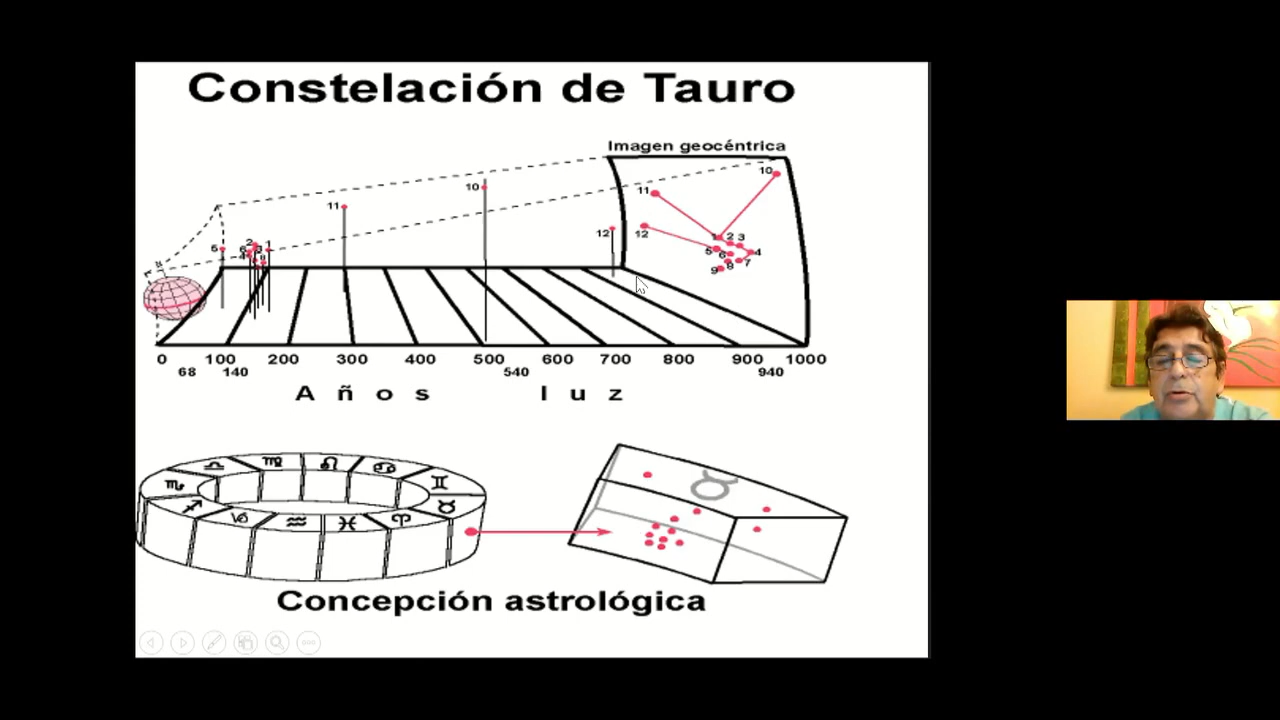 Constelación de Tauro
Imagen geocéntrica
10
11
12
1 2 3
4
5 6
7
8
9
10
11
12
5
2
1
6 3
4
8
0 100 200 300 400 500 600 700 800 900 1000
68 140 540 940
Años luz
♎ ♍ ♌ ♋ ♊ ♉ ♈ ♓ ♒ ♑ ♐ ♏
♉
Concepción astrológica